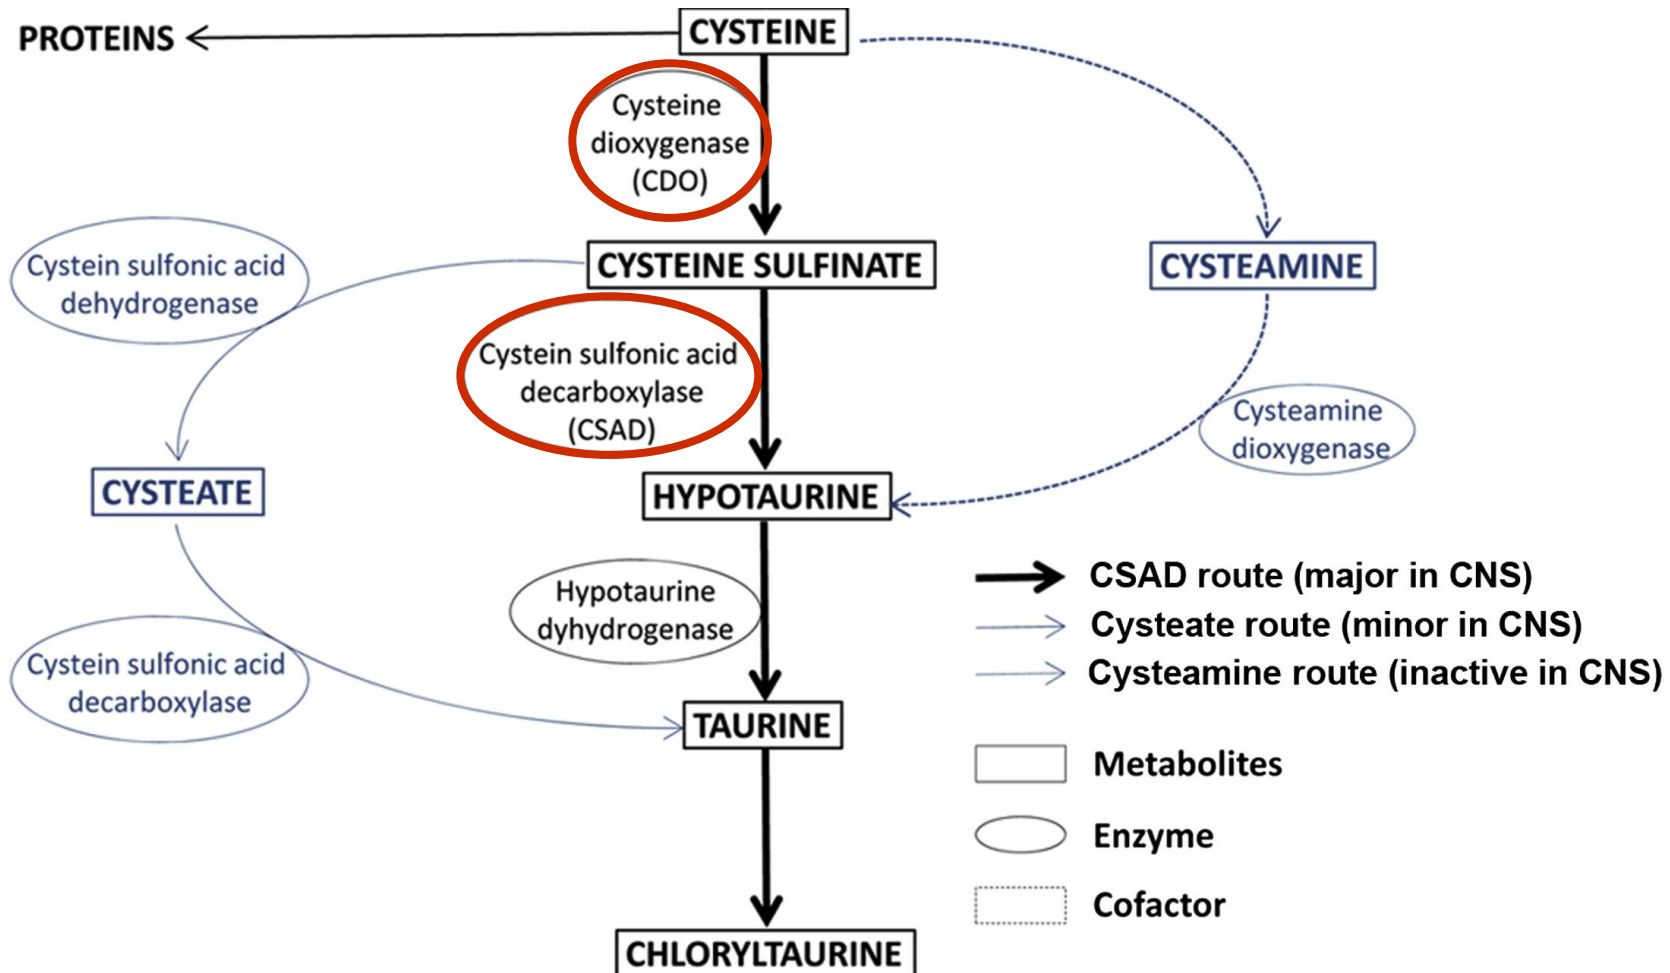 PROTEINS
CYSTEINE
Cysteine
dioxygenase
(CDO)
Cystein sulfonic acid
dehydrogenase
CYSTEINE SULFINATE
CYSTEAMINE
Cystein sulfonic acid
decarboxylase
(CSAD)
Cysteamine
dioxygenase
CYSTEATE
HYPOTAURINE
Hypotaurine
dyhydrogenase
CSAD route (major in CNS)
Cysteate route (minor in CNS)
Cysteamine route (inactive in CNS)
Cystein sulfonic acid
decarboxylase
TAURINE
Metabolites
Enzyme
Cofactor
CHLORYLTAURINE